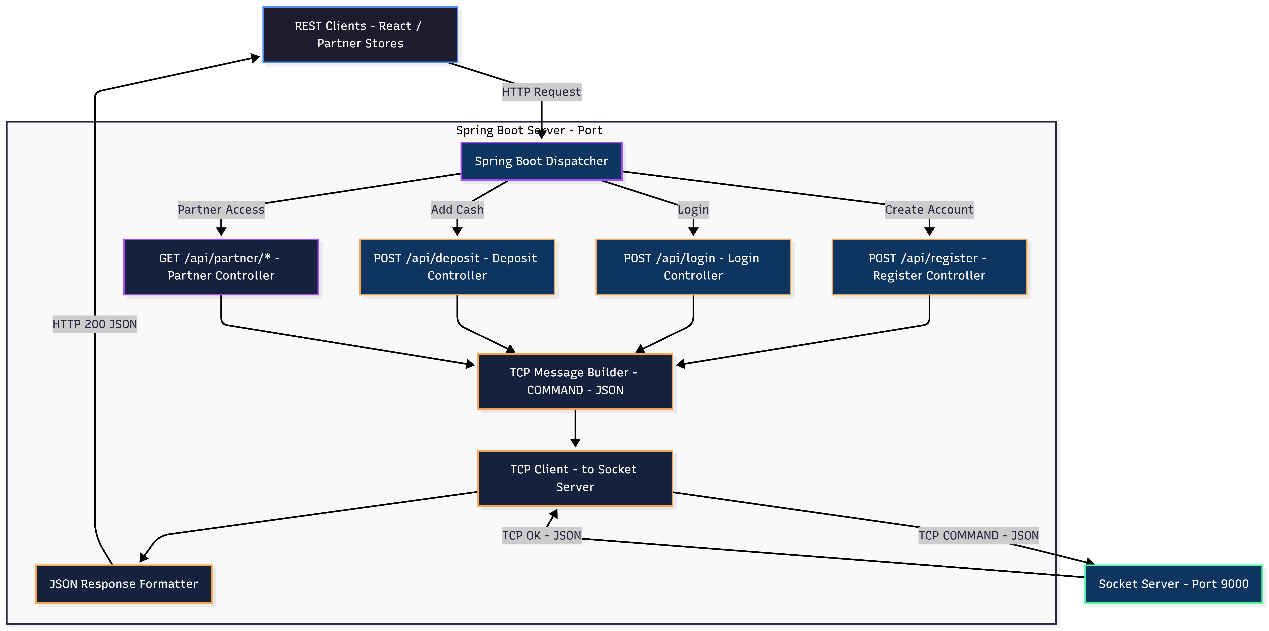 REST Clients - React /
Partner Stores
HTTP Request
Spring Boot Server - Port
Spring Boot Dispatcher
Partner Access
Add Cash
Login
Create Account
GET /api/partner/* -
Partner Controller
POST /api/deposit - Deposit
Controller
POST /api/login - Login
Controller
POST /api/register -
Register Controller
HTTP 200 JSON
TCP Message Builder -
COMMAND - JSON
TCP Client - to Socket
Server
TCP OK - JSON
TCP COMMAND - JSON
JSON Response Formatter
Socket Server - Port 9000